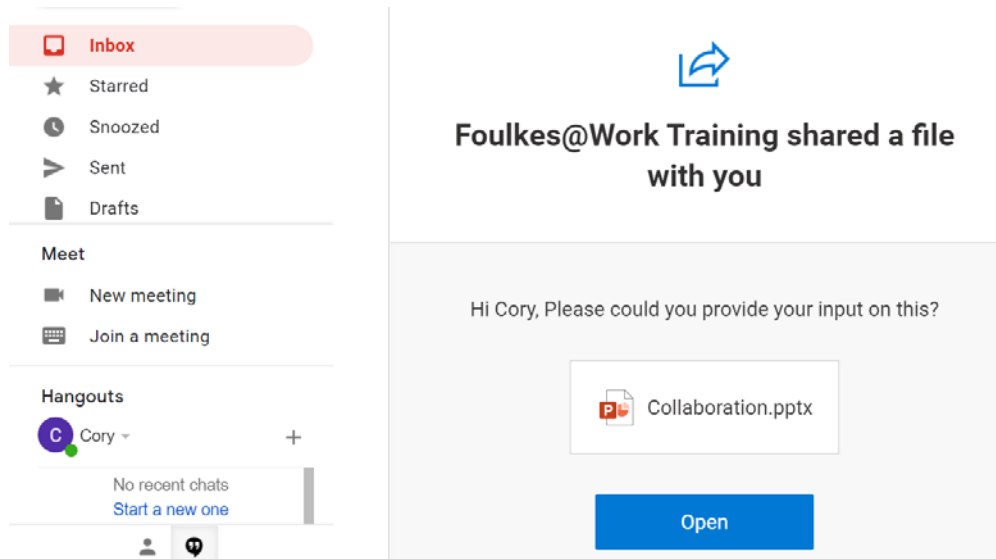 Inbox
Starred
Snoozed
Sent
Drafts
Meet
New meeting
Join a meeting
Hangouts
C
Cory
No recent chats
Start a new one
Foulkes@Work Training shared a file
with you
Hi Cory, Please could you provide your input on this?
P
Collaboration.pptx
Open